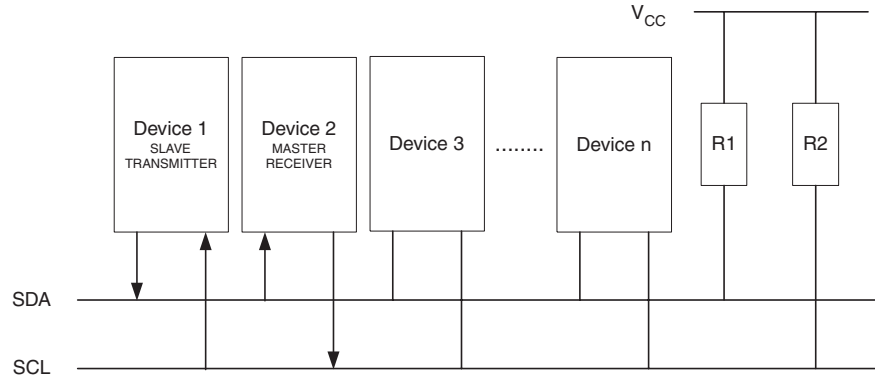 VCC
Device 1
SLAVE
TRANSMITTER
Device 2
MASTER
RECEIVER
Device 3
........
Device n
R1
R2
SDA
SCL